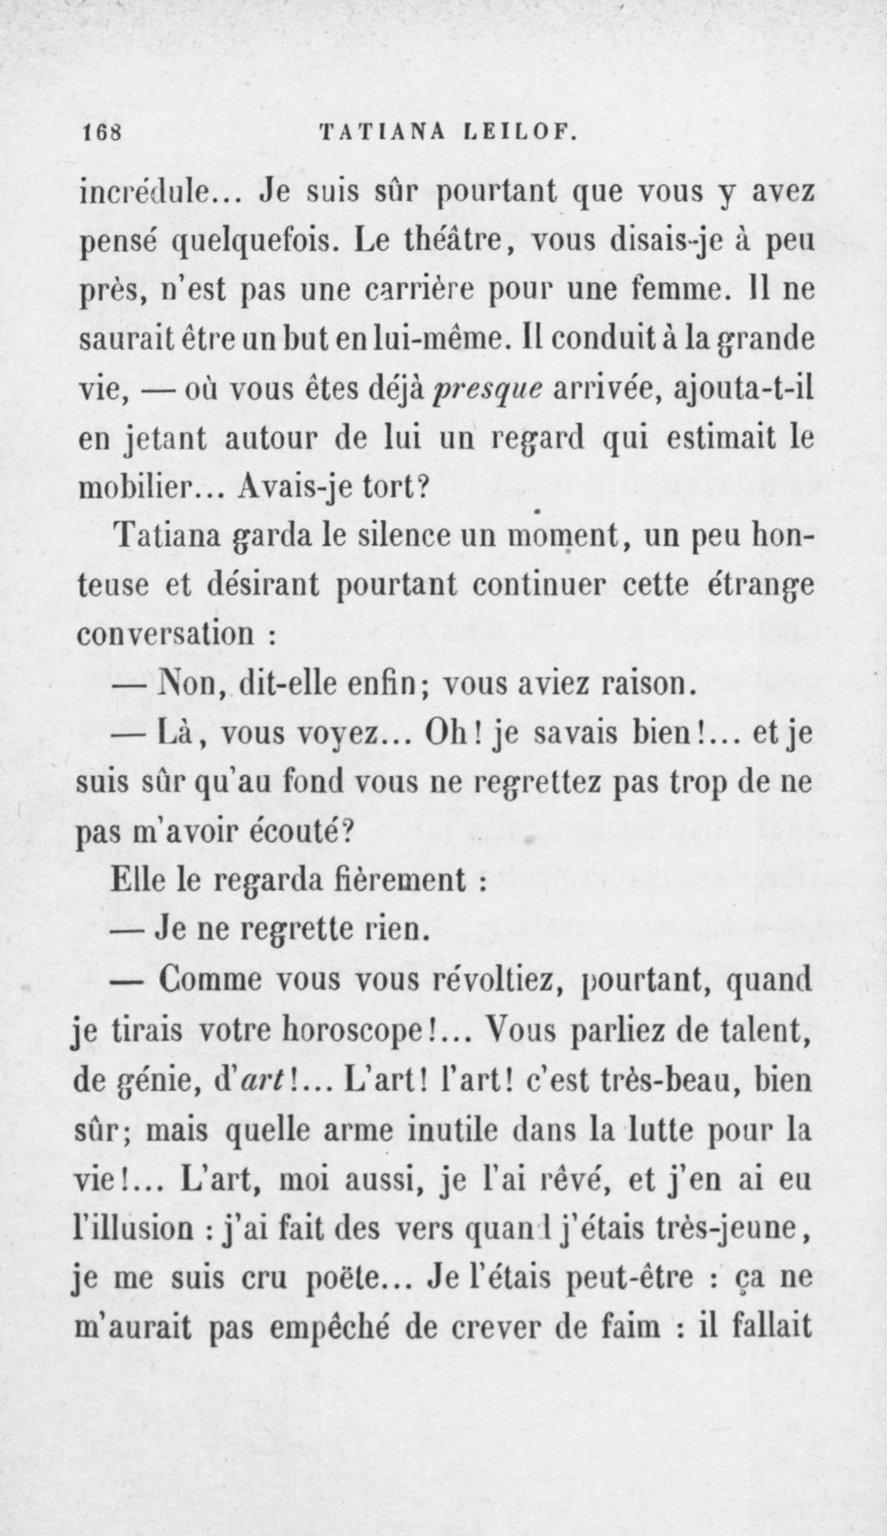 168 TATIANA LEILOF.
incrédule... Je suis sûr pourtant que vous y avez
pensé quelquefois. Le théâtre, vous disais-je à peu
près, n'est pas une carrière pour une femme. Il ne
saurait être un but en lui-même. Il conduit à la grande
vie, — où vous êtes déjà presque arrivée, ajouta-t-il
en jetant autour de lui un regard qui estimait le
mobilier... Avais-je tort?
Tatiana garda le silence un moment, un peu hon-
teuse et désirant pourtant continuer cette étrange
conversation :
— Non, dit-elle enfin; vous aviez raison.
— Là, vous voyez... Oh! je savais bien!... et je
suis sûr qu'au fond vous ne regrettez pas trop de ne
pas m'avoir écouté?
Elle le regarda fièrement :
— Je ne regrette rien.
— Comme vous vous révoltiez, pourtant, quand
je tirais votre horoscope!... Vous parliez de talent,
de génie, d'art!... L'art! l'art! c'est très-beau, bien
sûr; mais quelle arme inutile dans la lutte pour la
vie!... L'art, moi aussi, je l'ai rêvé, et j'en ai eu
l'illusion : j'ai fait des vers quand j'étais très-jeune,
je me suis cru poëte... Je l'étais peut-être : ça ne
m'aurait pas empêché de crever de faim : il fallait